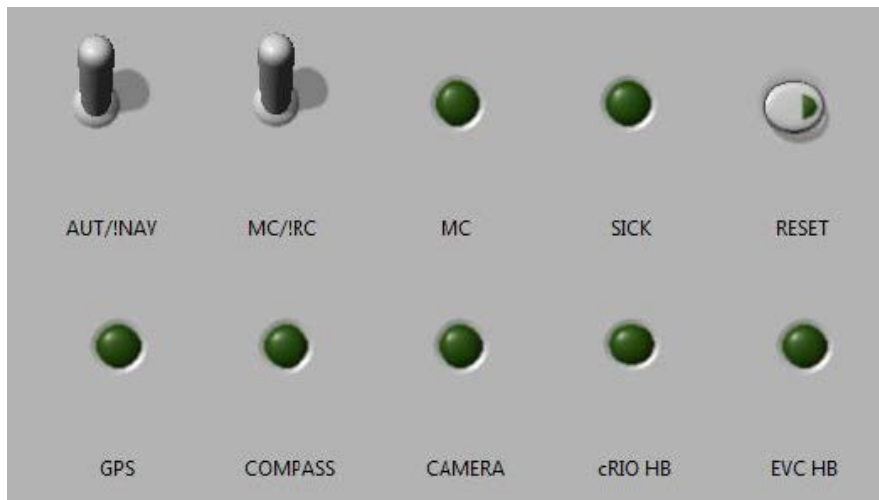 AUT/!NAV MC/!RC MC SICK RESET
GPS COMPASS CAMERA cRIO HB EVC HB